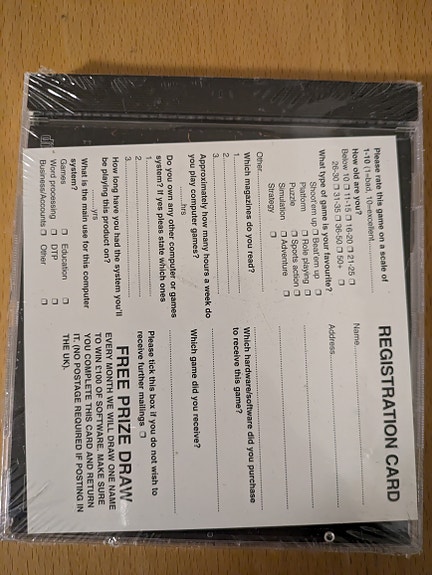 REGISTRATION CARD
Please rate this game on a scale of
1-10 (1=bad, 10=excellent............
How old are you?
Below 10 ❒ 11-15 ❒ 16-20 ❒ 21-25 ❒
26-30 ❒ 31-35 ❒ 36-50 ❒ 50+ ❒
What type of game is your favourite?
Shoot'em up ❒ Beat'em up ❒
Platform ❒ Role playing ❒
Puzzle ❒ Sports action ❒
Simulation ❒ Adventure ❒
Strategy ❒
Other
Which magazines do you read?
1.
2.
3.
Approximately how many hours a week do
you play computer games?
............hrs
Do you own any other computer or games
system? If yes pleas state which ones
1.
2.
3.
How long have you had the system you'll
be playing this product on?
............yrs
What is the main use for this computer
system?
Games ❒ Education ❒
Word processing ❒ DTP ❒
Business/Accounts ❒ Other ❒
Name............
Address............
Which hardware/software did you purchase
to receive this game?
Which game did you receive?
Please tick this box if you do not wish to
receive further mailings ❒
FREE PRIZE DRAW
EVERY MONTH WE WILL DRAW ONE NAME
TO WIN £100 OF SOFTWARE. MAKE SURE
YOU COMPLETE THIS CARD AND RETURN
IT. (NO POSTAGE REQUIRED IF POSTING IN
THE UK).